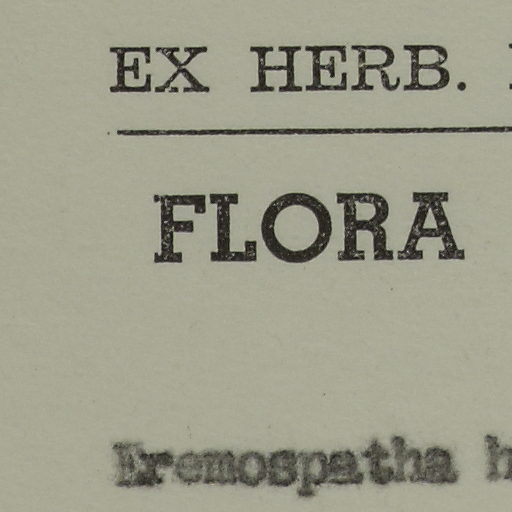 EX HERB.
FLORA
Eremospatha h